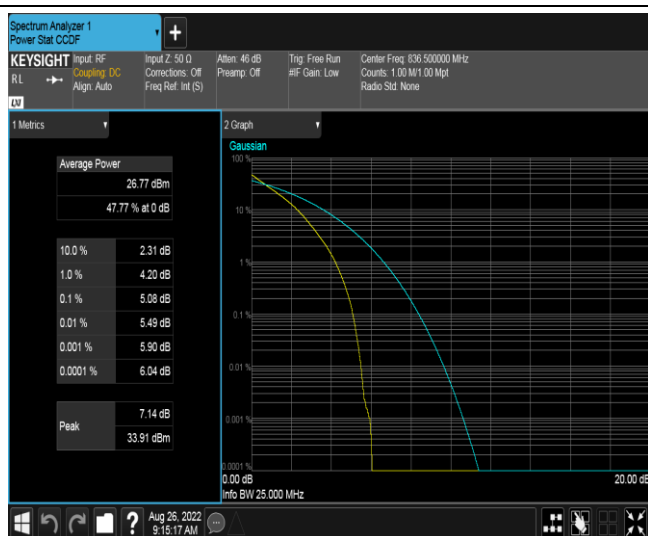 Spectrum Analyzer 1
Power Stat CCDF
+
KEYSIGHT
RL
LXI
Input: RF
Coupling: DC
Align: Auto
Input Z: 50 Ω
Corrections: Off
Freq Ref: Int (S)
Atten: 46 dB
Preamp: Off
Trig: Free Run
#IF Gain: Low
Center Freq: 836.500000 MHz
Counts: 1.00 M/1.00 Mpt
Radio Std: None
1 Metrics
Average Power
26.77 dBm
47.77 % at 0 dB
10.0 % 2.31 dB
1.0 % 4.20 dB
0.1 % 5.08 dB
0.01 % 5.49 dB
0.001 % 5.90 dB
0.0001 % 6.04 dB
Peak
7.14 dB
33.91 dBm
2 Graph
Gaussian
100 %
10 %
1 %
0.1 %
0.01 %
0.001 %
0.0001 %
0.00 dB 20.00 dB
Info BW 25.000 MHz
?
Aug 26, 2022
9:15:17 AM